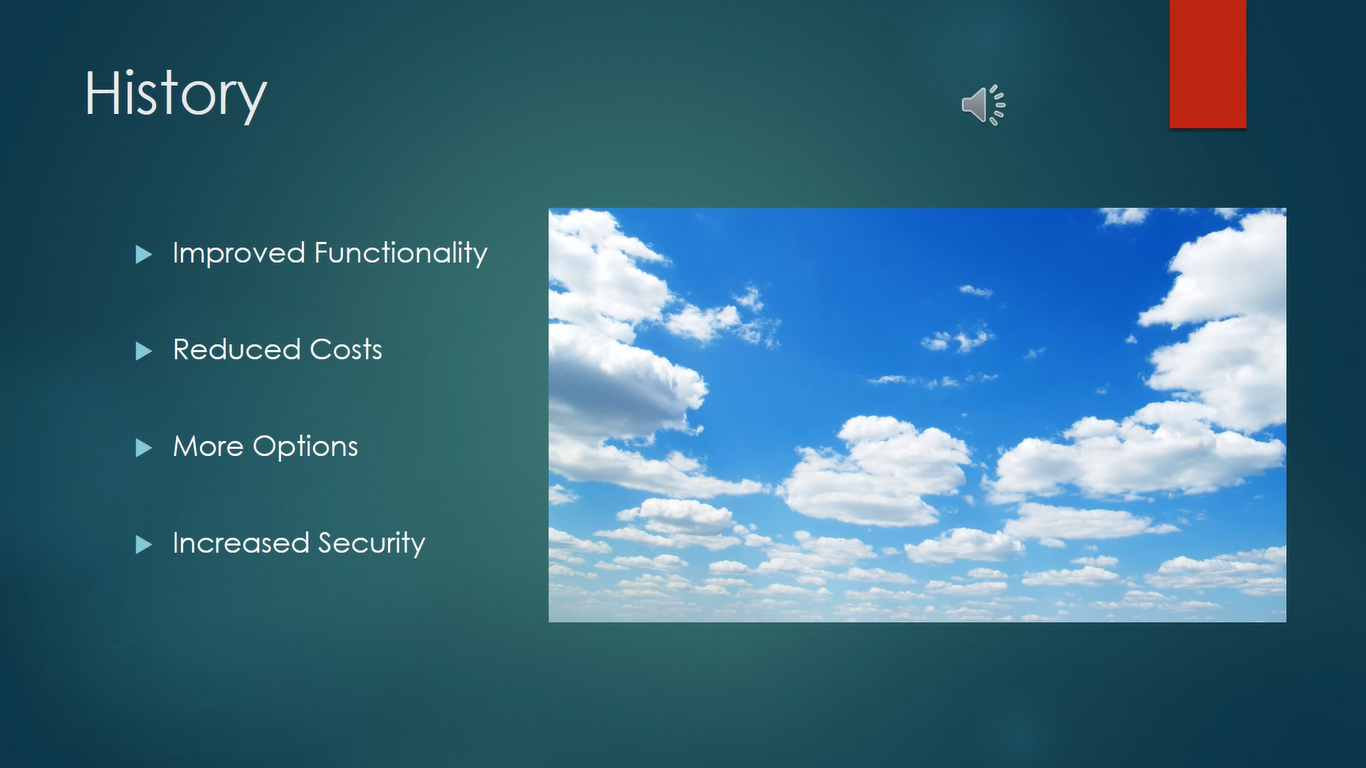 History
Improved Functionality
Reduced Costs
More Options
Increased Security